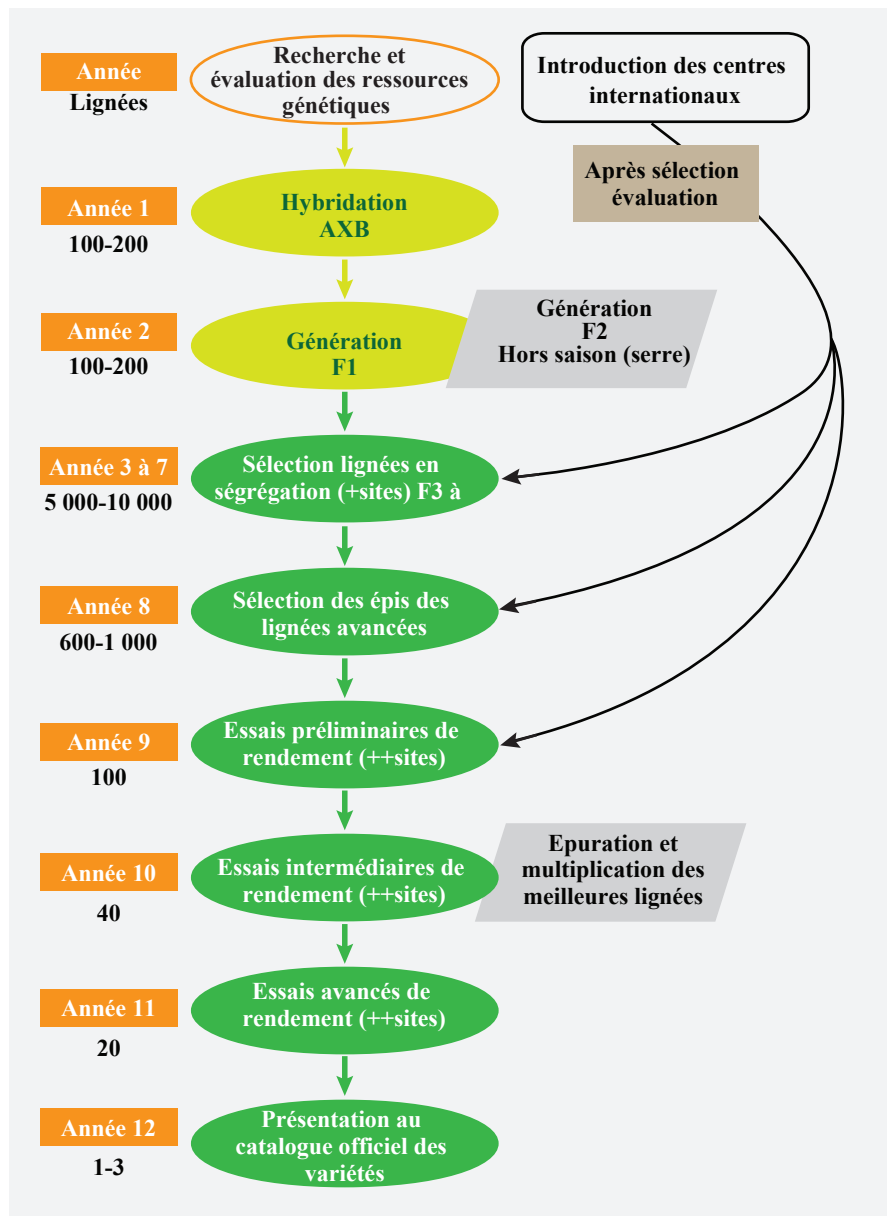 Année
Lignées
Recherche et
évaluation des ressources
génétiques
Introduction des centres
internationaux
Après sélection
évaluation
Année 1
100-200
Hybridation
AXB
Année 2
100-200
Génération
F1
Génération
F2
Hors saison (serre)
Année 3 à 7
5 000-10 000
Sélection lignées en
ségrégation (+sites) F3 à
Année 8
600-1 000
Sélection des épis des
lignées avancées
Année 9
100
Essais préliminaires de
rendement (++sites)
Année 10
40
Essais intermédiaires de
rendement (++sites)
Epuration et
multiplication des
meilleures lignées
Année 11
20
Essais avancés de
rendement (++sites)
Année 12
1-3
Présentation au
catalogue officiel des
variétés